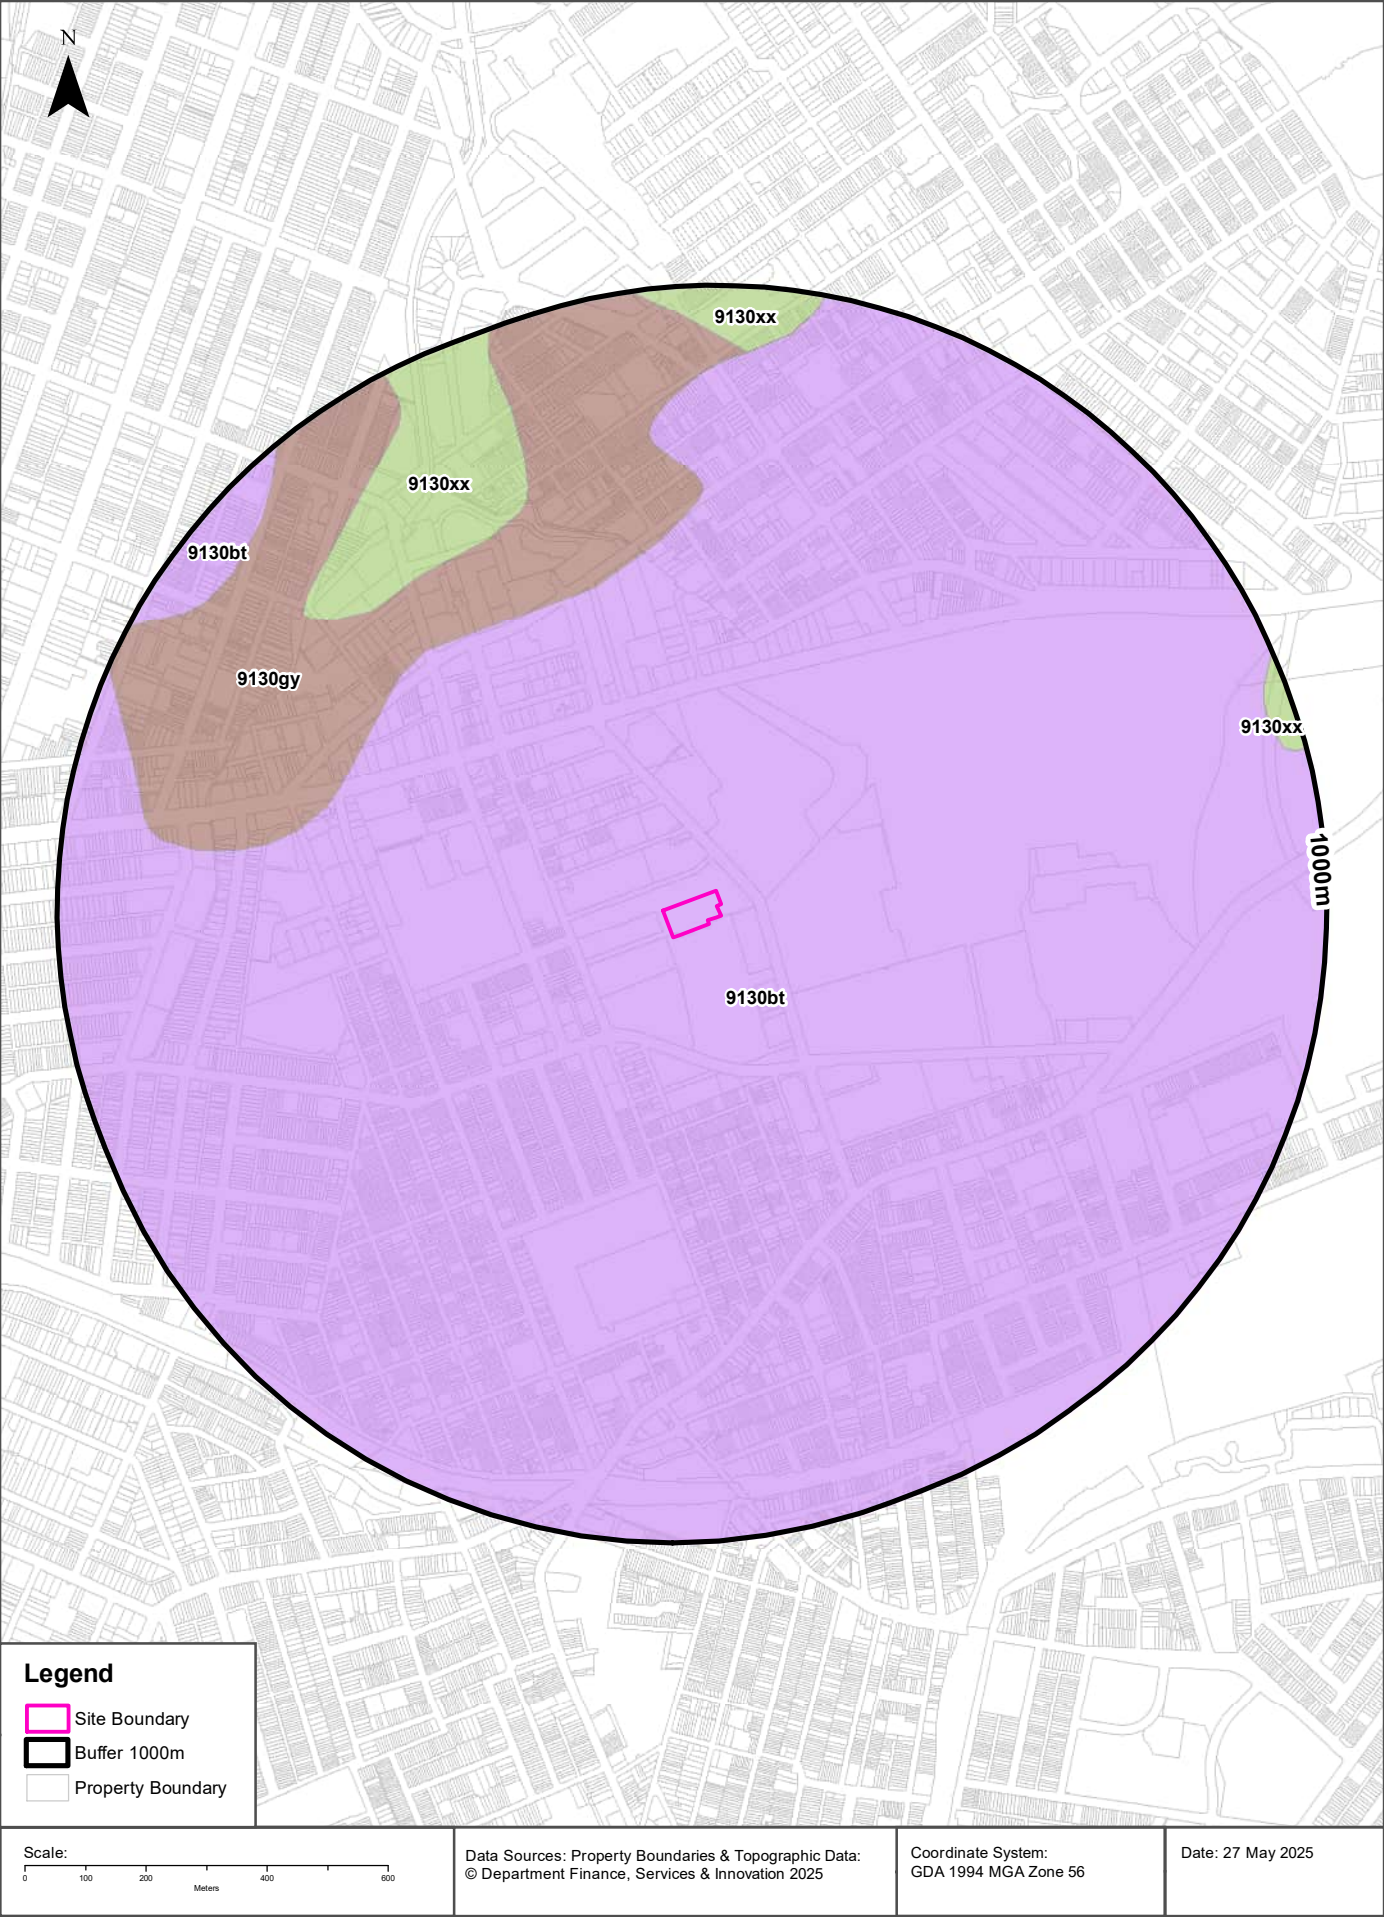 N
9130xx
9130xx
9130bt
9130gy
9130xx
1000m
9130bt
Legend
Site Boundary
Buffer 1000m
Property Boundary
Scale:
0 100 200 400 600
Meters
Data Sources: Property Boundaries & Topographic Data:
© Department Finance, Services & Innovation 2025
Coordinate System:
GDA 1994 MGA Zone 56
Date: 27 May 2025